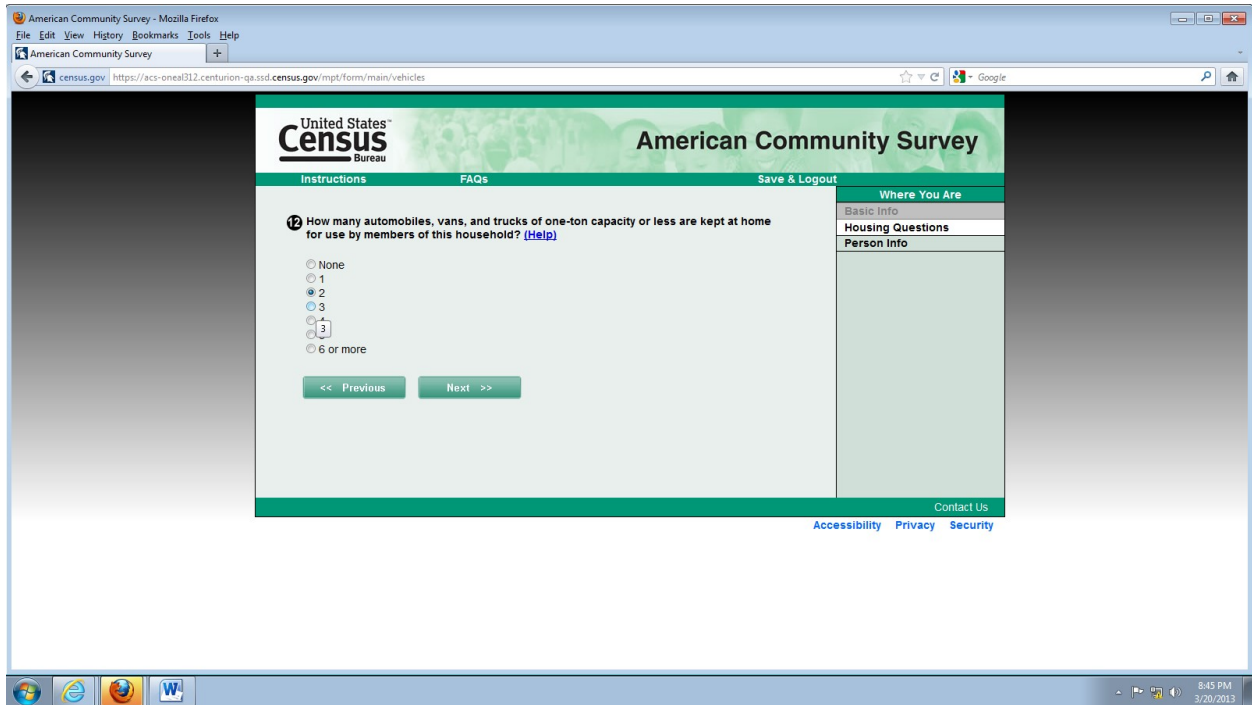 American Community Survey - Mozilla Firefox
File Edit View History Bookmarks Tools Help
American Community Survey +
census.gov https://acs-oneal312.centurion-qa.ssd.census.gov/mpt/form/main/vehicles Google
United States™
Census
Bureau
American Community Survey
Instructions FAQs Save & Logout
Where You Are
Basic Info
Housing Questions
Person Info
12 How many automobiles, vans, and trucks of one-ton capacity or less are kept at home
for use by members of this household? (Help)
None
1
2
3
3
6 or more
<< Previous Next >>
Contact Us
Accessibility Privacy Security
W
8:45 PM
3/20/2013